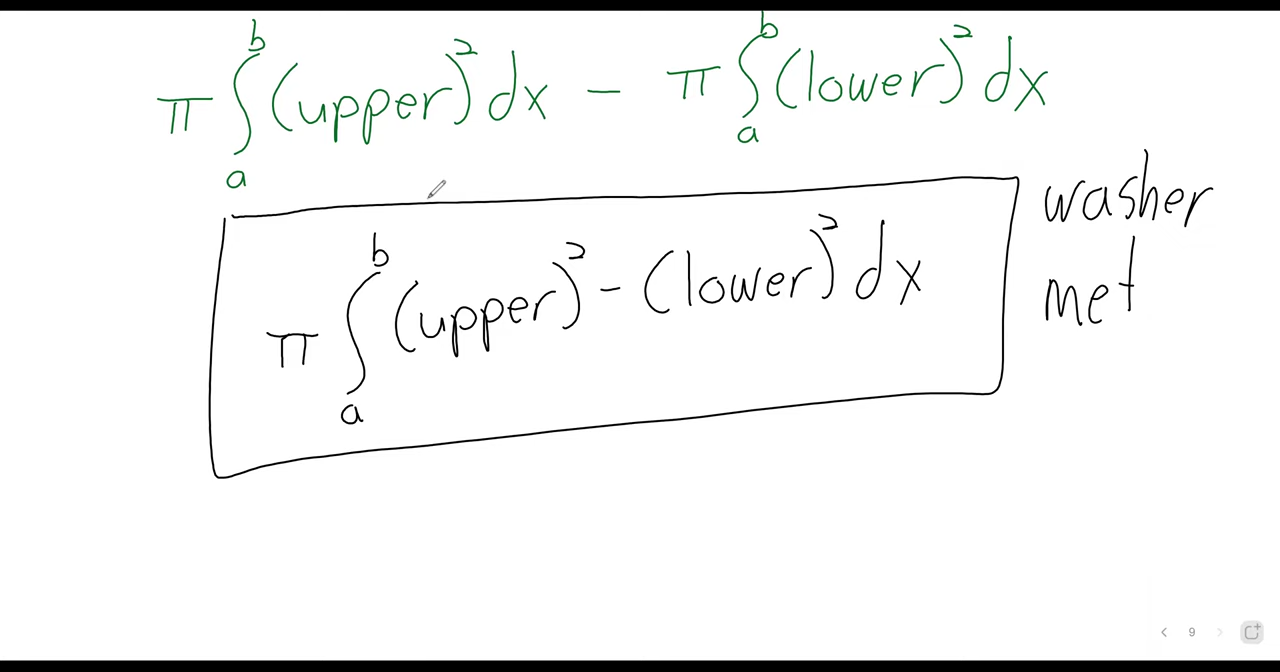 π ∫_a^b (upper)² dx − π ∫_a^b (lower)² dx
π ∫_a^b (upper)² − (lower)² dx
washer
met
9